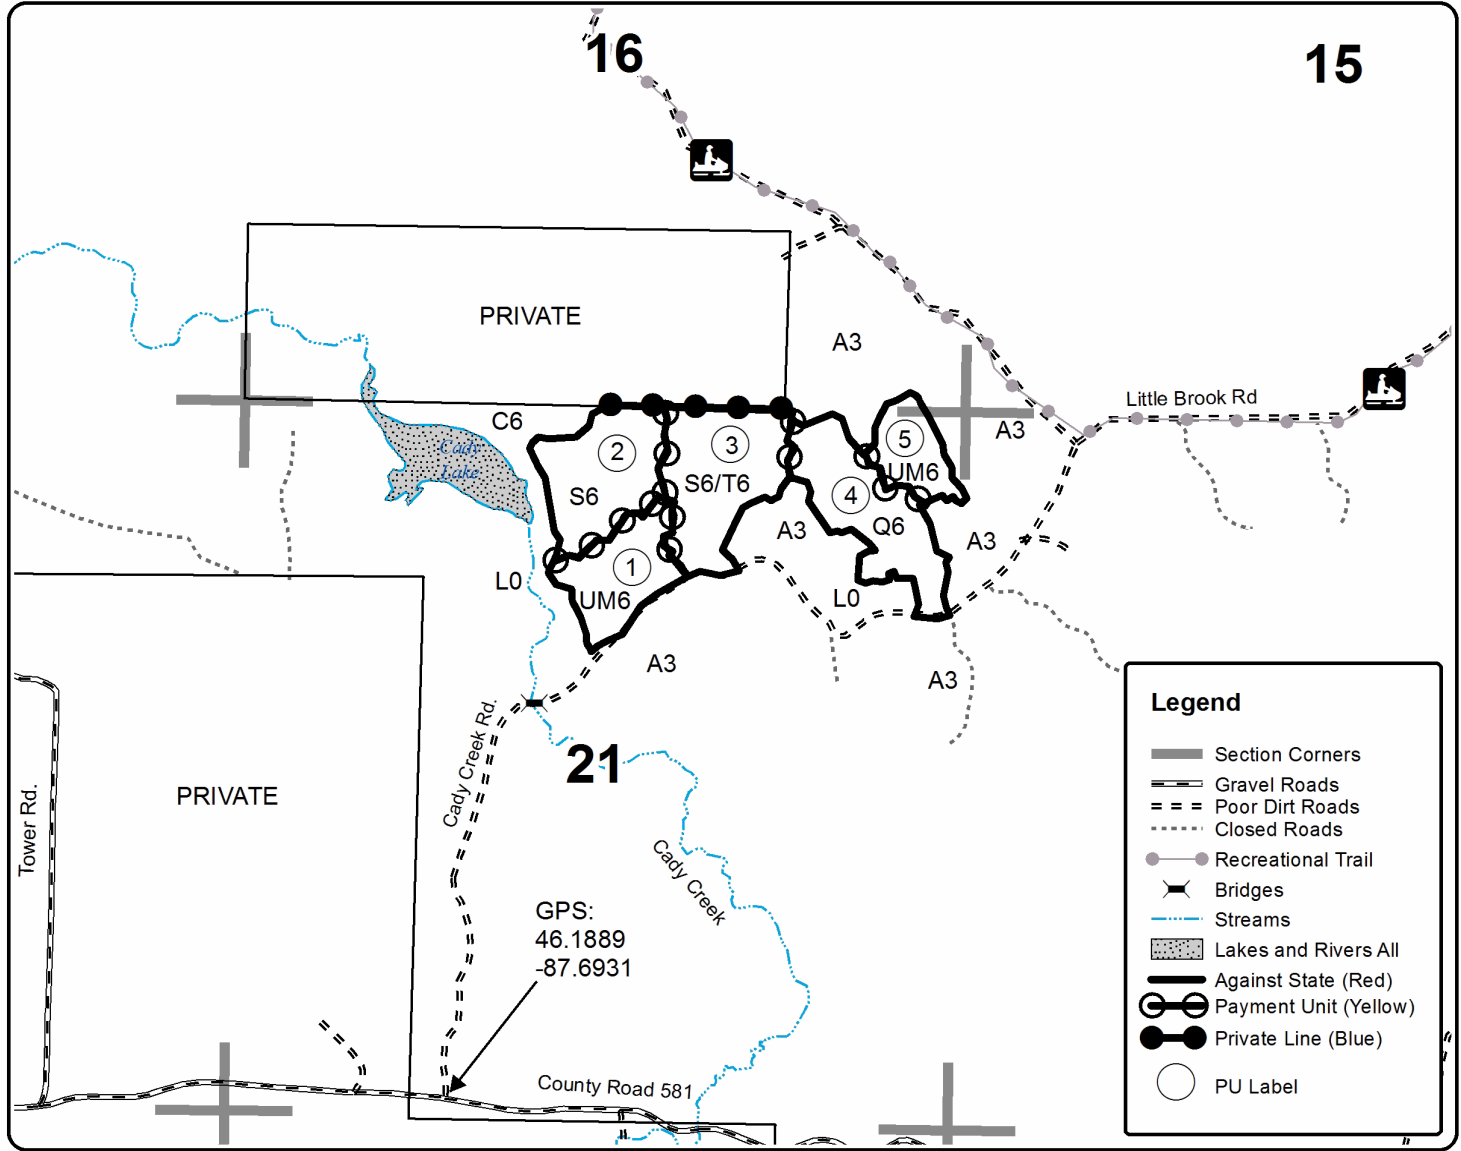 16
15
PRIVATE
A3
Little Brook Rd
C6
A3
2
3
5
Cady
Lake
UM6
S6
S6/T6
4
A3
Q6
A3
1
L0
UM6
L0
A3
A3
Cady Creek Rd.
21
PRIVATE
Tower Rd.
Cady Creek
GPS:
46.1889
-87.6931
County Road 581
Legend
Section Corners
Gravel Roads
Poor Dirt Roads
Closed Roads
Recreational Trail
Bridges
Streams
Lakes and Rivers All
Against State (Red)
Payment Unit (Yellow)
Private Line (Blue)
PU Label